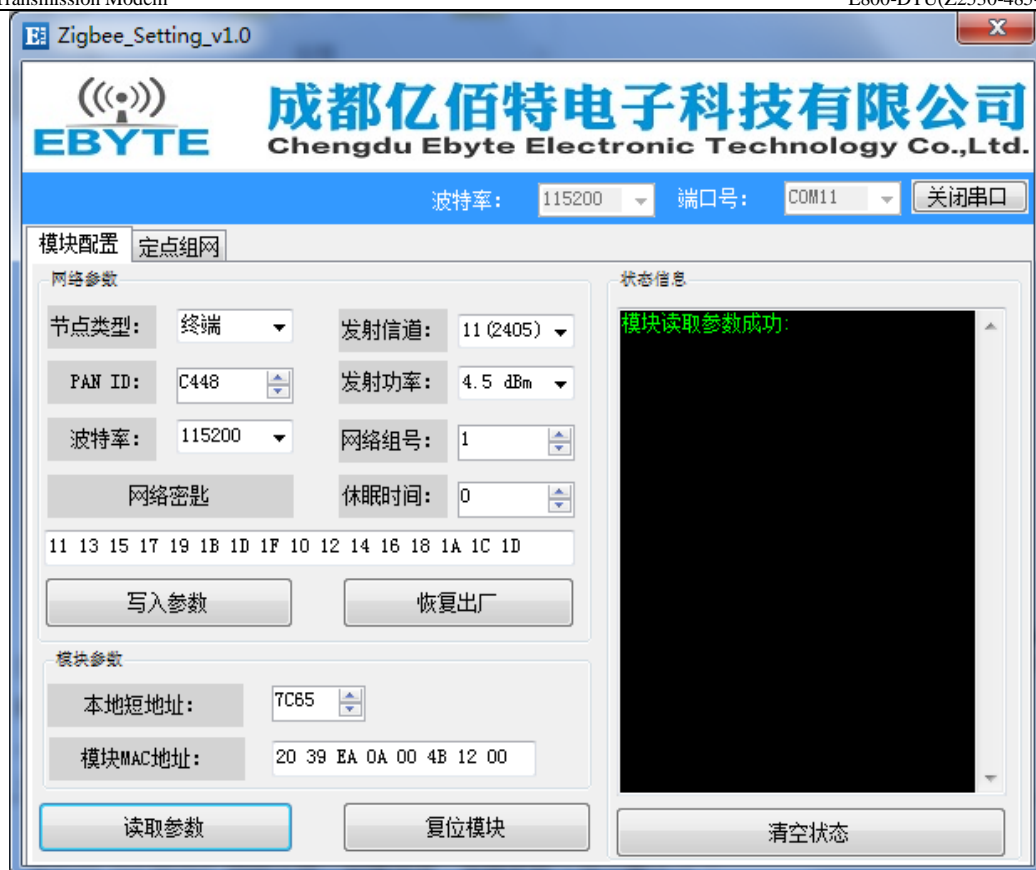 Transmission Modem
Zigbee_Setting_v1.0
EBYTE
成都亿佰特电子科技有限公司
Chengdu Ebyte Electronic Technology Co.,Ltd.
波特率： 115200 端口号： COM11 关闭串口
模块配置 定点组网
网络参数
节点类型： 终端 发射信道： 11(2405)
PAN ID： C448 发射功率： 4.5 dBm
波特率： 115200 网络组号： 1
网络密匙 休眠时间： 0
11 13 15 17 19 1B 1D 1F 10 12 14 16 18 1A 1C 1D
写入参数 恢复出厂
模块参数
本地短地址： 7C65
模块MAC地址： 20 39 EA 0A 00 4B 12 00
读取参数 复位模块
状态信息
模块读取参数成功:
清空状态